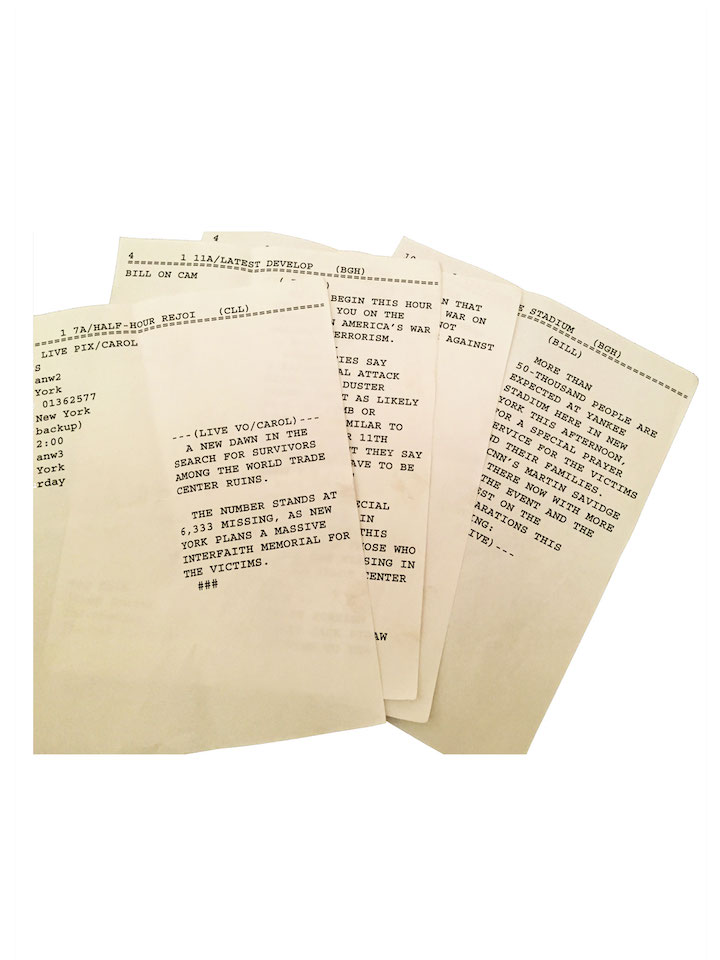 1 7A/HALF-HOUR REJOI (CLL)
================================
LIVE PIX/CAROL
S
anw2
York
01362577
New York
backup)
2:00
anw3
York
rday
---(LIVE VO/CAROL)---
A NEW DAWN IN THE
SEARCH FOR SURVIVORS
AMONG THE WORLD TRADE
CENTER RUINS.
THE NUMBER STANDS AT
6,333 MISSING, AS NEW
YORK PLANS A MASSIVE
INTERFAITH MEMORIAL FOR
THE VICTIMS.
###
4 1 11A/LATEST DEVELOP (BGH)
================================
BILL ON CAM
BEGIN THIS HOUR
YOU ON THE
N AMERICA'S WAR
ERRORISM.
IES SAY
AL ATTACK
DUSTER
T AS LIKELY
MB OR
MILAR TO
R 11TH
T THEY SAY
AVE TO BE
ECIAL
IN
THIS
OSE WHO
SING IN
CENTER
AW
4
N THAT
WAR ON
NOT
AGAINST
E STADIUM (BGH)
================================
(BILL)
MORE THAN
50-THOUSAND PEOPLE ARE
EXPECTED AT YANKEE
STADIUM HERE IN NEW
YORK THIS AFTERNOON,
FOR A SPECIAL PRAYER
SERVICE FOR THE VICTIMS
ND THEIR FAMILIES.
CNN'S MARTIN SAVIDGE
THERE NOW WITH MORE
THE EVENT AND THE
EST ON THE
ARATIONS THIS
ING:
IVE)---